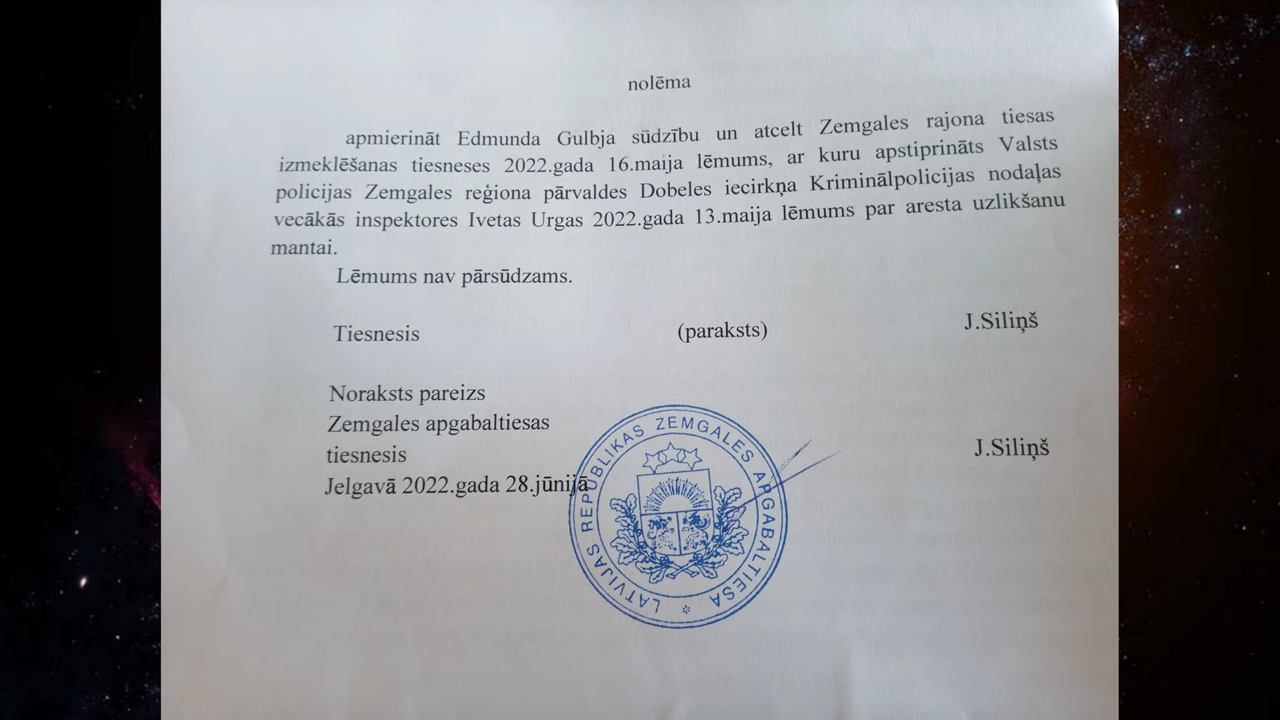 nolēma
apmierināt Edmunda Gulbja sūdzību un atcelt Zemgales rajona tiesas
izmeklēšanas tiesneses 2022.gada 16.maija lēmums, ar kuru apstiprināts Valsts
policijas Zemgales reģiona pārvaldes Dobeles iecirkņa Kriminālpolicijas nodaļas
vecākās inspektores Ivetas Urgas 2022.gada 13.maija lēmums par aresta uzlikšanu
mantai.
Lēmums nav pārsūdzams.
Tiesnesis (paraksts) J.Siliņš
Noraksts pareizs
Zemgales apgabaltiesas
tiesnesis J.Siliņš
Jelgavā 2022.gada 28.jūnijā
LATVIJAS REPUBLIKAS ZEMGALES APGABALTIESA